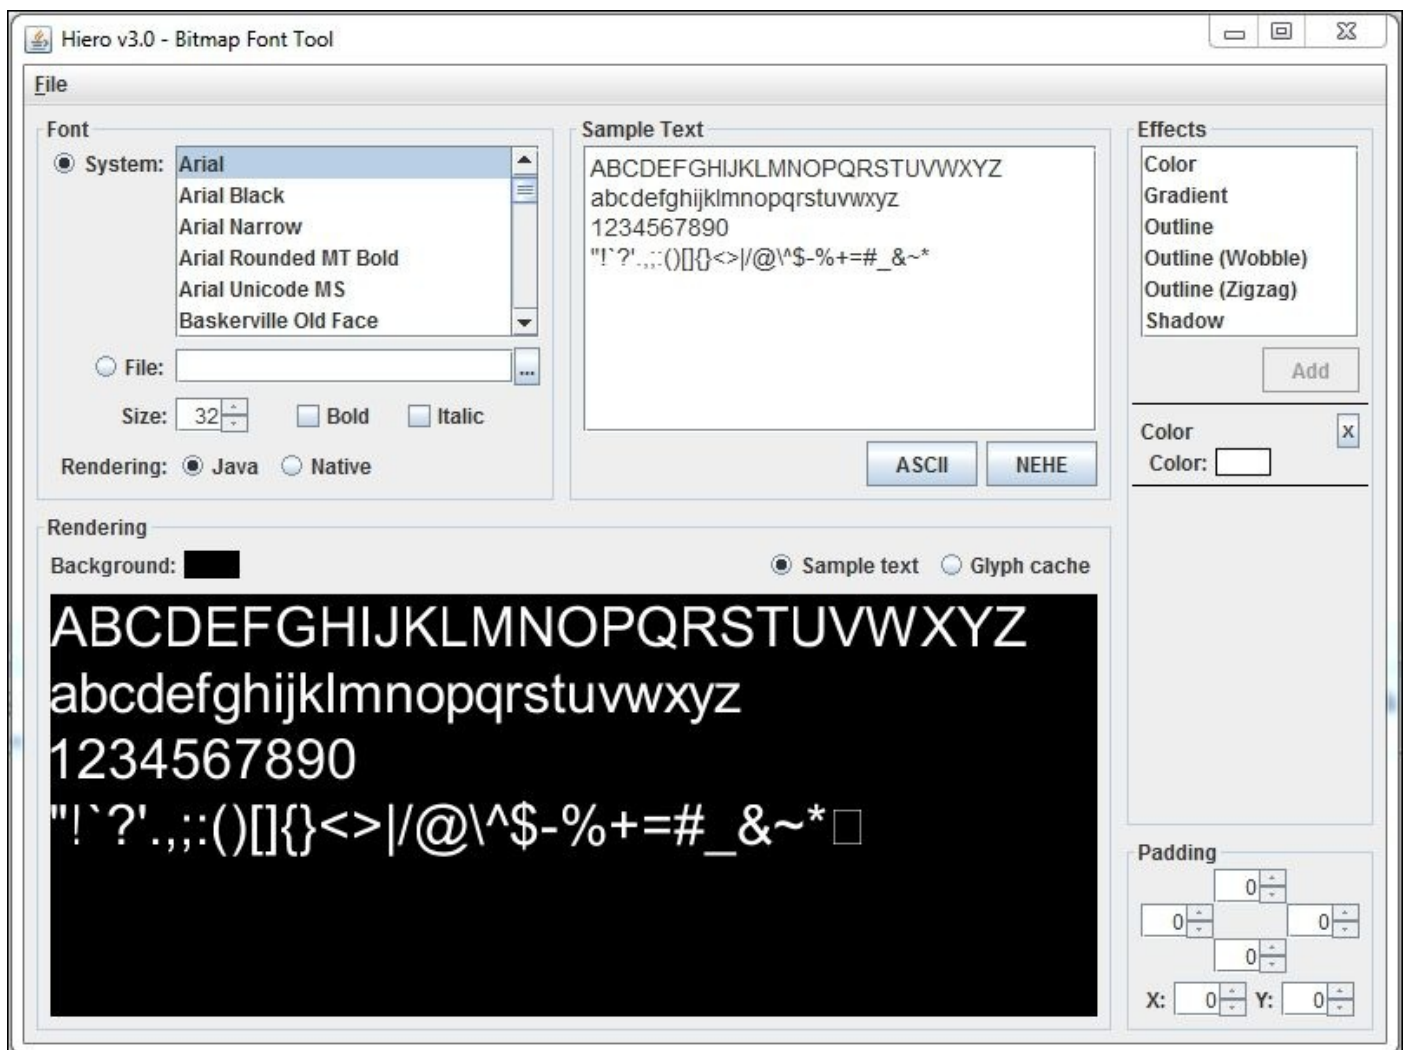 Hiero v3.0 - Bitmap Font Tool
File
Font
System:
Arial
Arial Black
Arial Narrow
Arial Rounded MT Bold
Arial Unicode MS
Baskerville Old Face
File:
...
Size: 32 Bold Italic
Rendering: Java Native
Sample Text
ABCDEFGHIJKLMNOPQRSTUVWXYZ
abcdefghijklmnopqrstuvwxyz
1234567890
"!`?'.,;:()[]{}<>|/@\^$-%+=#_&~*
ASCII NEHE
Effects
Color
Gradient
Outline
Outline (Wobble)
Outline (Zigzag)
Shadow
Add
Color X
Color:
Rendering
Background: Sample text Glyph cache
ABCDEFGHIJKLMNOPQRSTUVWXYZ
abcdefghijklmnopqrstuvwxyz
1234567890
"!`?'.,;:()[]{}<>|/@\^$-%+=#_&~*□
Padding
0
0 0
0
X: 0 Y: 0